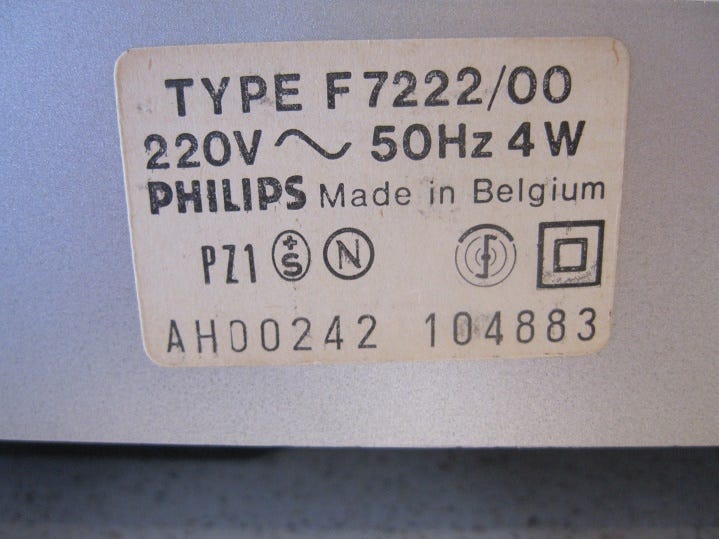 TYPE F7222/00
220V ~ 50Hz 4W
PHILIPS Made in Belgium
PZ1 +S N
AH00242 104883